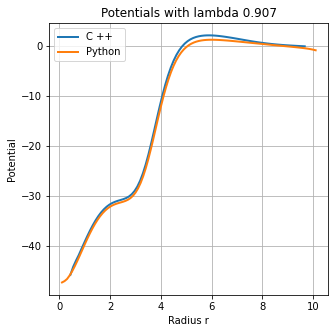 Potentials with lambda 0.907
C ++
Python
0
−10
−20
−30
−40
Potential
0
2
4
6
8
10
Radius r